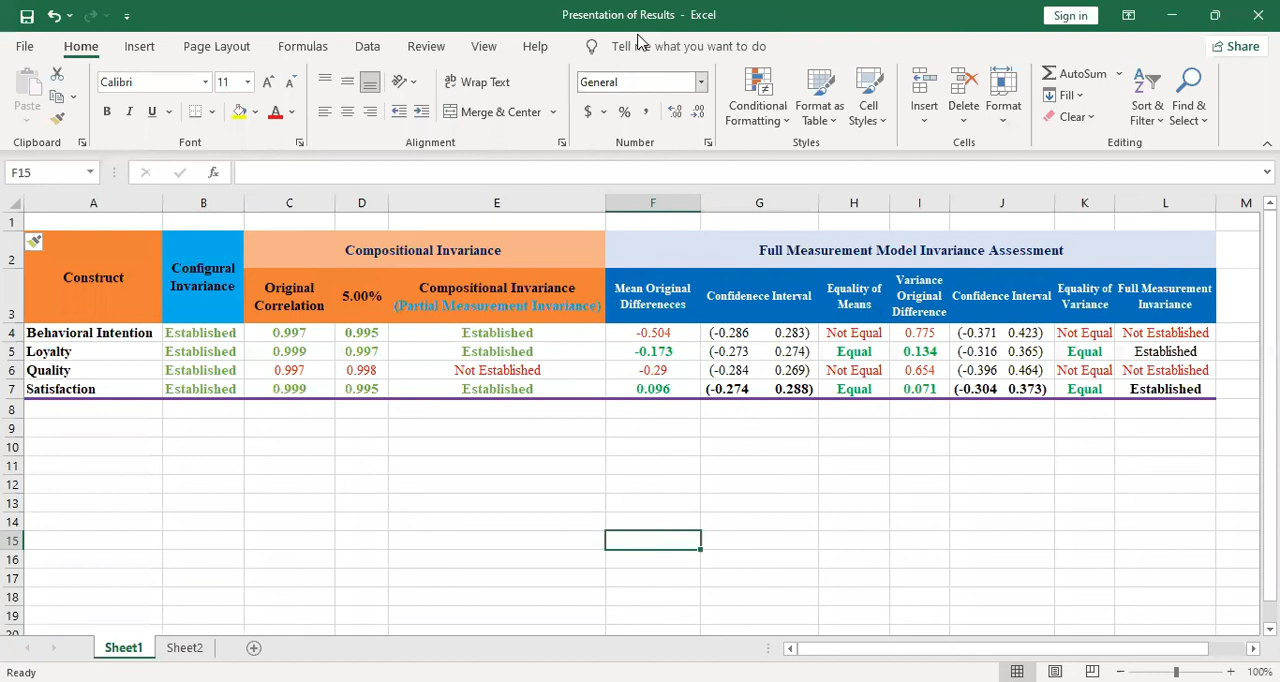 Presentation of Results - Excel
Sign in
File Home Insert Page Layout Formulas Data Review View Help Tell me what you want to do Share
Calibri 11
General
Wrap Text
AutoSum
Paste
Conditional Formatting
Format as Table
Cell Styles
Insert Delete Format
Fill
Sort & Filter
Find & Select
B I U
Merge & Center
$ % ,
Clear
Clipboard Font Alignment Number Styles Cells Editing
F15 fx
A B C D E F G H I J K L M
1
2 Construct Configural Invariance Compositional Invariance Full Measurement Model Invariance Assessment
3 Original Correlation 5.00% Compositional Invariance (Partial Measurement Invariance) Mean Original Differeneces Confidenece Interval Equality of Means Variance Original Difference Confidence Interval Equality of Variance Full Measurement Invariance
4 Behavioral Intention Established 0.997 0.995 Established -0.504 (-0.286 0.283) Not Equal 0.775 (-0.371 0.423) Not Equal Not Established
5 Loyalty Established 0.999 0.997 Established -0.173 (-0.273 0.274) Equal 0.134 (-0.316 0.365) Equal Established
6 Quality Established 0.997 0.998 Not Established -0.29 (-0.284 0.269) Not Equal 0.654 (-0.396 0.464) Not Equal Not Established
7 Satisfaction Established 0.999 0.995 Established 0.096 (-0.274 0.288) Equal 0.071 (-0.304 0.373) Equal Established
8
9
10
11
12
13
14
15
16
17
18
19
20
Sheet1 Sheet2
Ready 100%